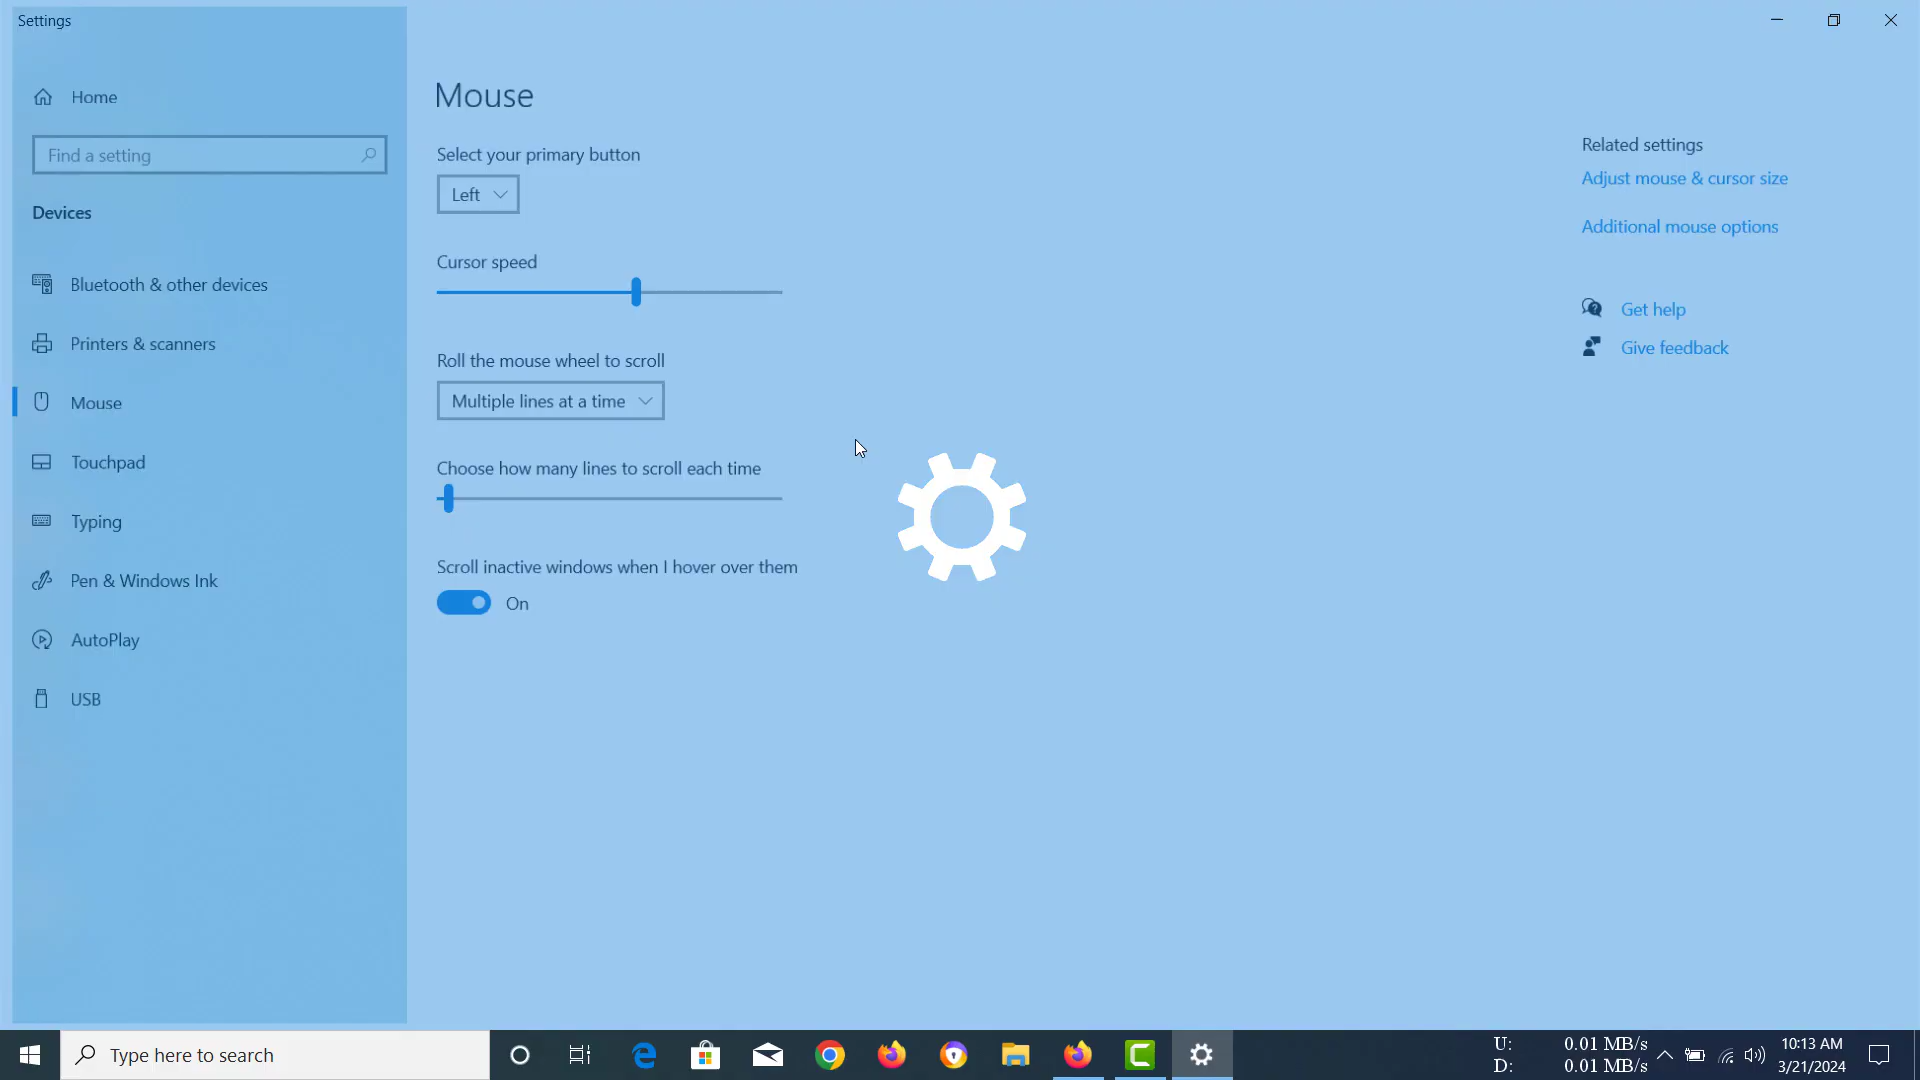 Settings
Home
Find a setting
Devices
Bluetooth & other devices
Printers & scanners
Mouse
Touchpad
Typing
Pen & Windows Ink
AutoPlay
USB
Mouse
Select your primary button
Left
Cursor speed
Roll the mouse wheel to scroll
Multiple lines at a time
Choose how many lines to scroll each time
Scroll inactive windows when I hover over them
On
Related settings
Adjust mouse & cursor size
Additional mouse options
Get help
Give feedback
Type here to search
U: 0.01 MB/s
D: 0.01 MB/s
10:13 AM
3/21/2024